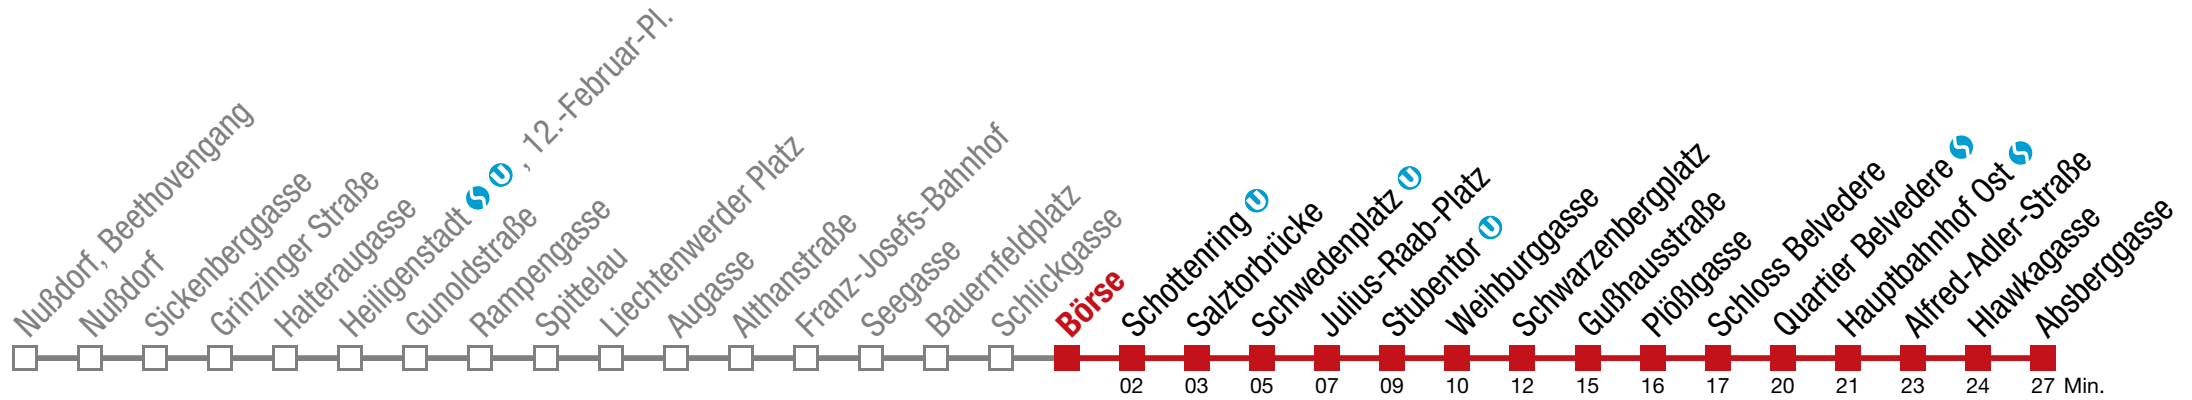 Nußdorf, Beethovengang
Nußdorf
Sickenberggasse
Grinzinger Straße
Halteraugasse
Heiligenstadt S U , 12.-Februar-Pl.
Gunoldstraße
Rampengasse
Spittelau
Liechtenwerder Platz
Augasse
Althanstraße
Franz-Josefs-Bahnhof
Seegasse
Bauernfeldplatz
Schlickgasse
Börse
Schottenring U
Salztorbrücke
Schwedenplatz U
Julius-Raab-Platz
Stubentor U
Weihburggasse
Schwarzenbergplatz
Gußhausstraße
Plößlgasse
Schloss Belvedere
Quartier Belvedere S
Hauptbahnhof Ost S
Alfred-Adler-Straße
Hlawkagasse
Absberggasse
02 03 05 07 09 10 12 15 16 17 20 21 23 24 27 Min.